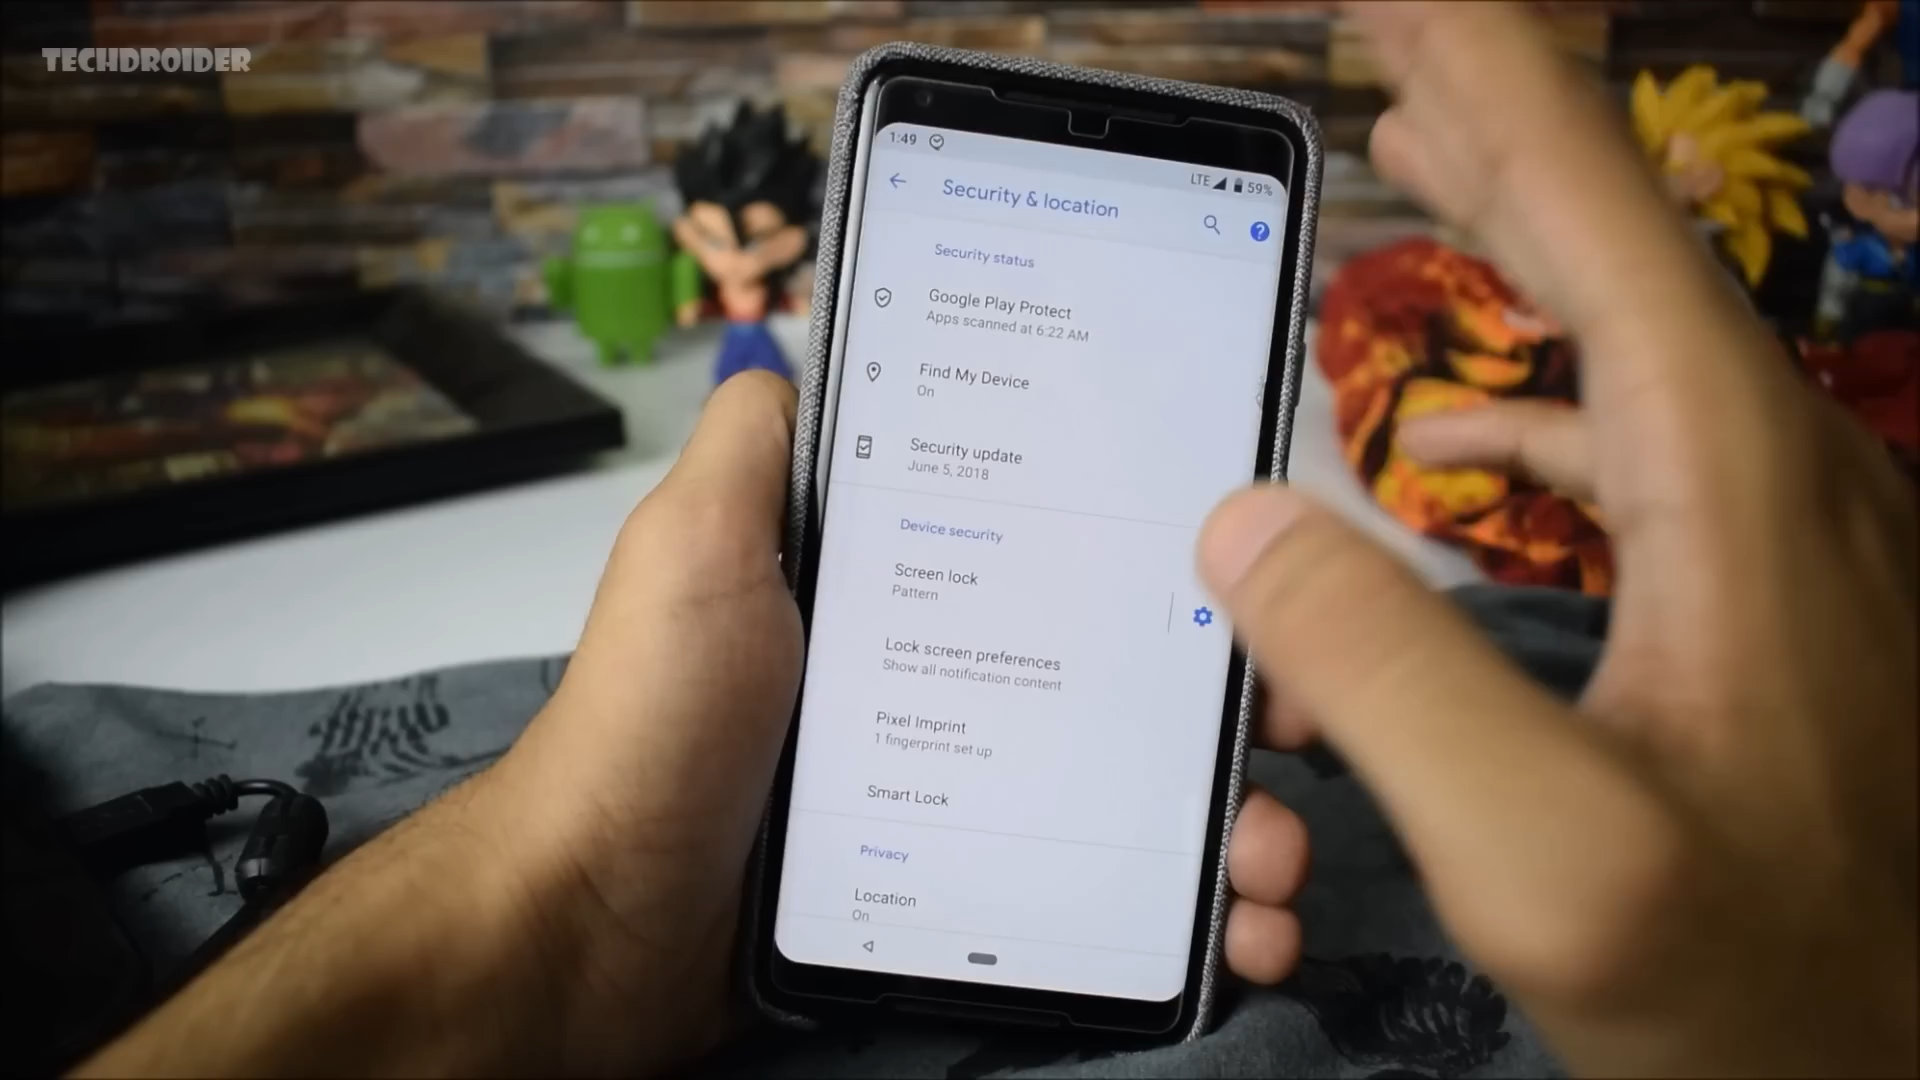 TECHDROIDER
1:49
LTE 59%
Security & location
Security status
Google Play Protect
Apps scanned at 6:22 AM
Find My Device
On
Security update
June 5, 2018
Device security
Screen lock
Pattern
Lock screen preferences
Show all notification content
Pixel Imprint
1 fingerprint set up
Smart Lock
Privacy
Location
On